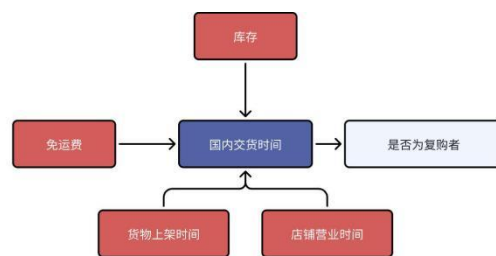 库存
免运费
国内交货时间
是否为复购者
货物上架时间
店铺营业时间